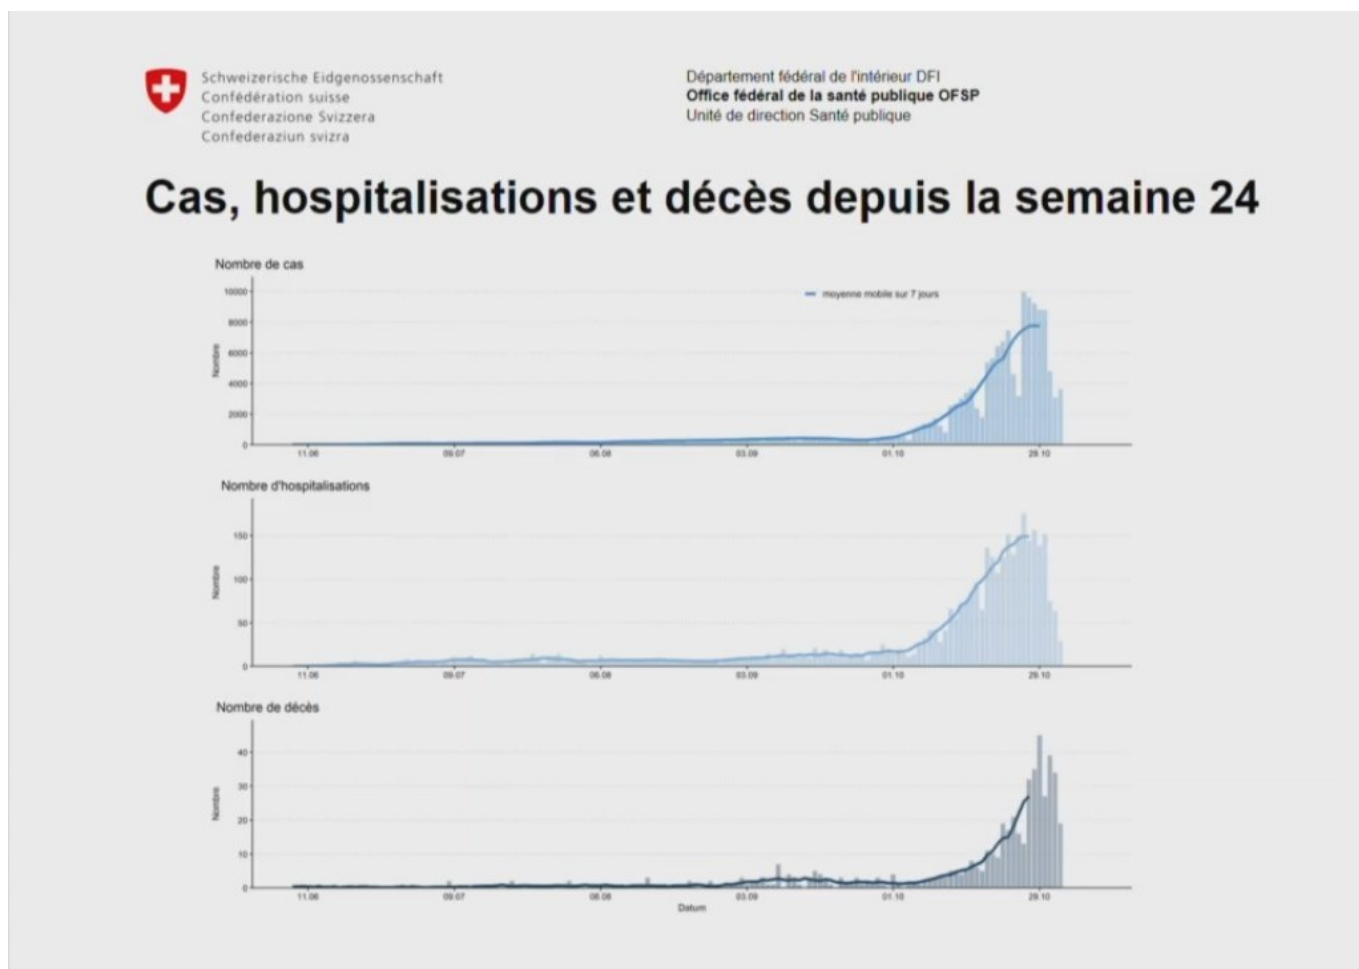 Schweizerische Eidgenossenschaft
Confédération suisse
Confederazione Svizzera
Confederaziun svizra
Département fédéral de l'intérieur DFI
Office fédéral de la santé publique OFSP
Unité de direction Santé publique
Cas, hospitalisations et décès depuis la semaine 24
Nombre de cas
moyenne mobile sur 7 jours
Nombre
10000
8000
6000
4000
2000
0
11.06 09.07 06.08 03.09 01.10 29.10
Nombre d'hospitalisations
Nombre
150
100
50
0
11.06 09.07 06.08 03.09 01.10 29.10
Nombre de décès
Nombre
40
30
20
10
0
11.06 09.07 06.08 03.09 01.10 29.10
Datum